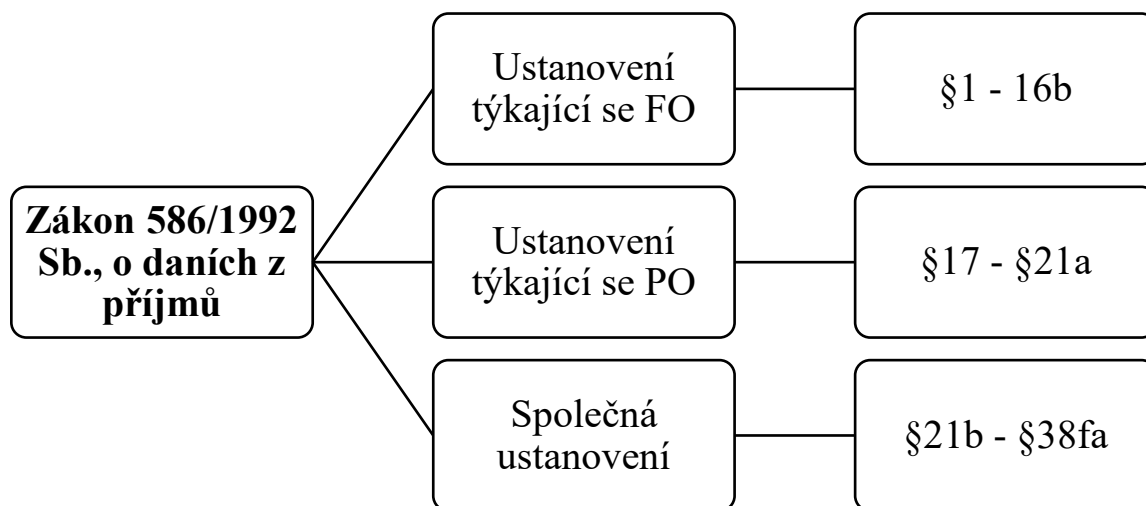 Zákon 586/1992
Sb., o daních z
příjmů
Ustanovení
týkající se FO
§1 - 16b
Ustanovení
týkající se PO
§17 - §21a
Společná
ustanovení
§21b - §38fa